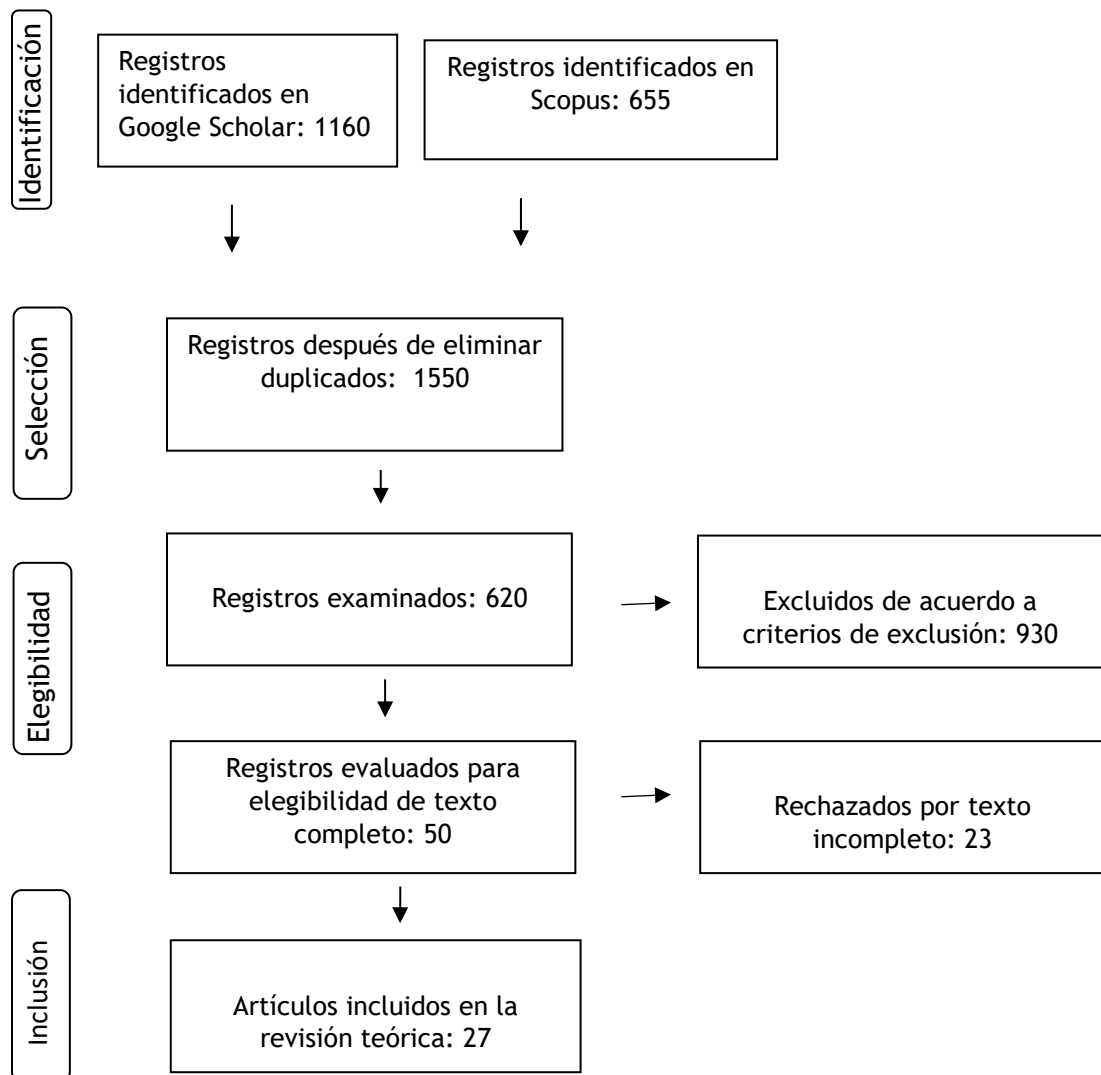 Identificación
Registros
identificados en
Google Scholar: 1160
Registros identificados en
Scopus: 655
Selección
Registros después de eliminar
duplicados: 1550
Elegibilidad
Registros examinados: 620
Excluidos de acuerdo a
criterios de exclusión: 930
Registros evaluados para
elegibilidad de texto
completo: 50
Rechazados por texto
incompleto: 23
Inclusión
Artículos incluidos en la
revisión teórica: 27